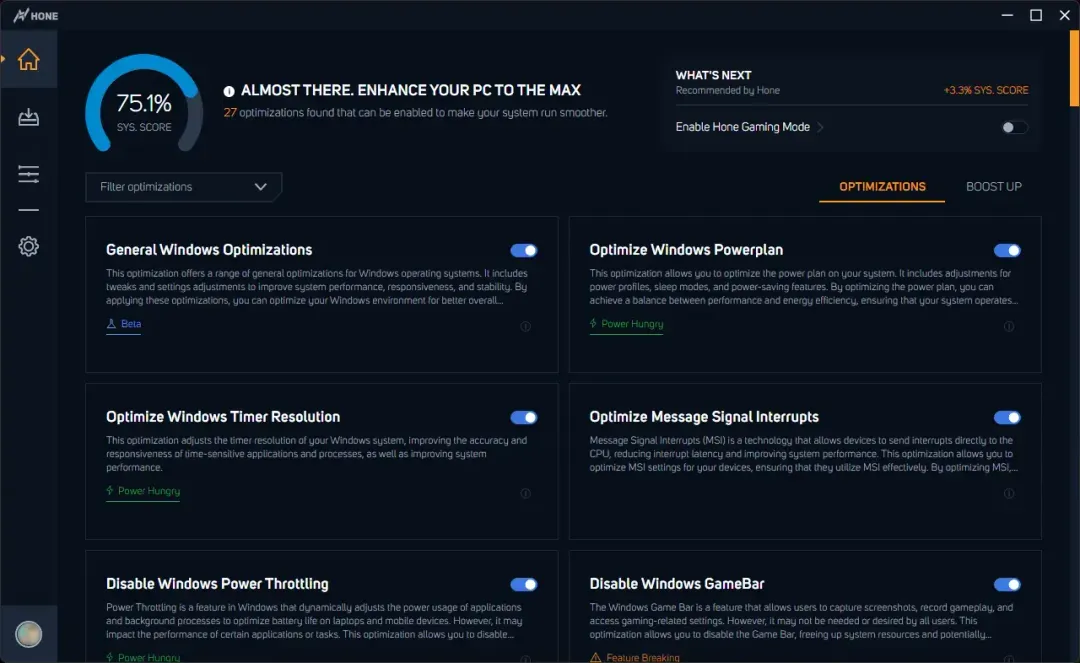 HONE
75.1%
SYS. SCORE
ALMOST THERE. ENHANCE YOUR PC TO THE MAX
27 optimizations found that can be enabled to make your system run smoother.
WHAT'S NEXT
Recommended by Hone
+3.3% SYS. SCORE
Enable Hone Gaming Mode
Filter optimizations
OPTIMIZATIONS
BOOST UP
General Windows Optimizations
This optimization offers a range of general optimizations for Windows operating systems. It includes
tweaks and settings adjustments to improve system performance, responsiveness, and stability. By
applying these optimizations, you can optimize your Windows environment for better overall...
Beta
Optimize Windows Powerplan
This optimization allows you to optimize the power plan on your system. It includes adjustments for
power profiles, sleep modes, and power-saving features. By optimizing the power plan, you can
achieve a balance between performance and energy efficiency, ensuring that your system operates...
Power Hungry
Optimize Windows Timer Resolution
This optimization adjusts the timer resolution of your Windows system, improving the accuracy and
responsiveness of time-sensitive applications and processes, as well as improving system
performance.
Power Hungry
Optimize Message Signal Interrupts
Message Signal Interrupts (MSI) is a technology that allows devices to send interrupts directly to the
CPU, reducing interrupt latency and improving system performance. This optimization allows you to
optimize MSI settings for your devices, ensuring that they utilize MSI effectively. By optimizing MSI,...
Disable Windows Power Throttling
Power Throttling is a feature in Windows that dynamically adjusts the power usage of applications
and background processes to optimize battery life on laptops and mobile devices. However, it may
impact the performance of certain applications or tasks. This optimization allows you to disable...
Power Hungry
Disable Windows GameBar
The Windows Game Bar is a feature that allows users to capture screenshots, record gameplay, and
access gaming-related settings. However, it may not be needed or desired by all users. This
optimization allows you to disable the Game Bar, freeing up system resources and potentially...
Feature Breaking